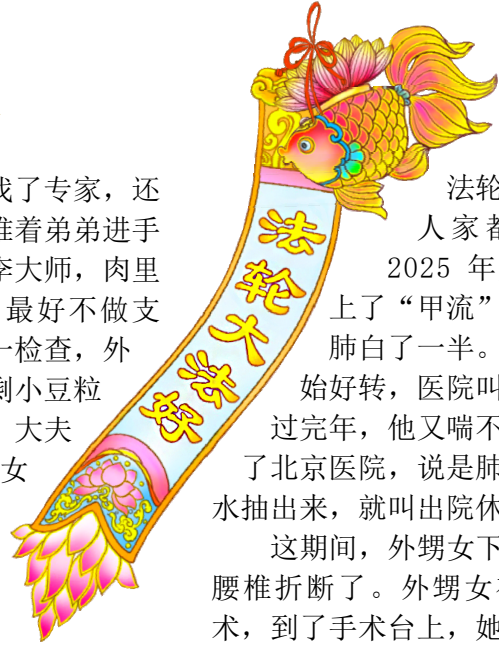 找了专家，还
推着弟弟进手
李大师，肉里
最好不做支
一检查，外
剩小豆粒
大夫
女
法轮大法好
法轮
人家都
2025 年
上了“甲流”
肺白了一半。
始好转，医院叫
过完年，他又喘不
了北京医院，说是肺
水抽出来，就叫出院休
这期间，外甥女下
腰椎折断了。外甥女
术，到了手术台上，她